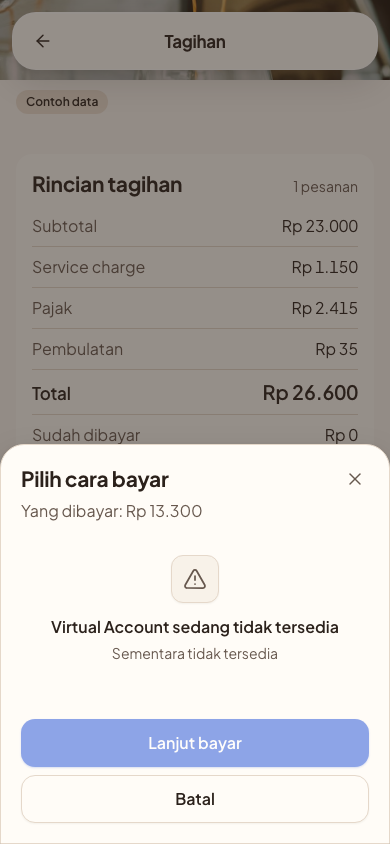 Tagihan
Contoh data
Rincian tagihan
1 pesanan
Subtotal
Rp 23.000
Service charge
Rp 1.150
Pajak
Rp 2.415
Pembulatan
Rp 35
Total
Rp 26.600
Sudah dibayar
Rp 0
Pilih cara bayar
Yang dibayar: Rp 13.300
Virtual Account sedang tidak tersedia
Sementara tidak tersedia
Lanjut bayar
Batal